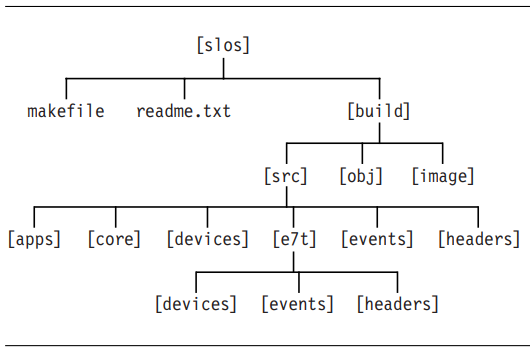 [slos]
makefile readme.txt [build]
[src] [obj] [image]
[apps] [core] [devices] [e7t] [events] [headers]
[devices] [events] [headers]